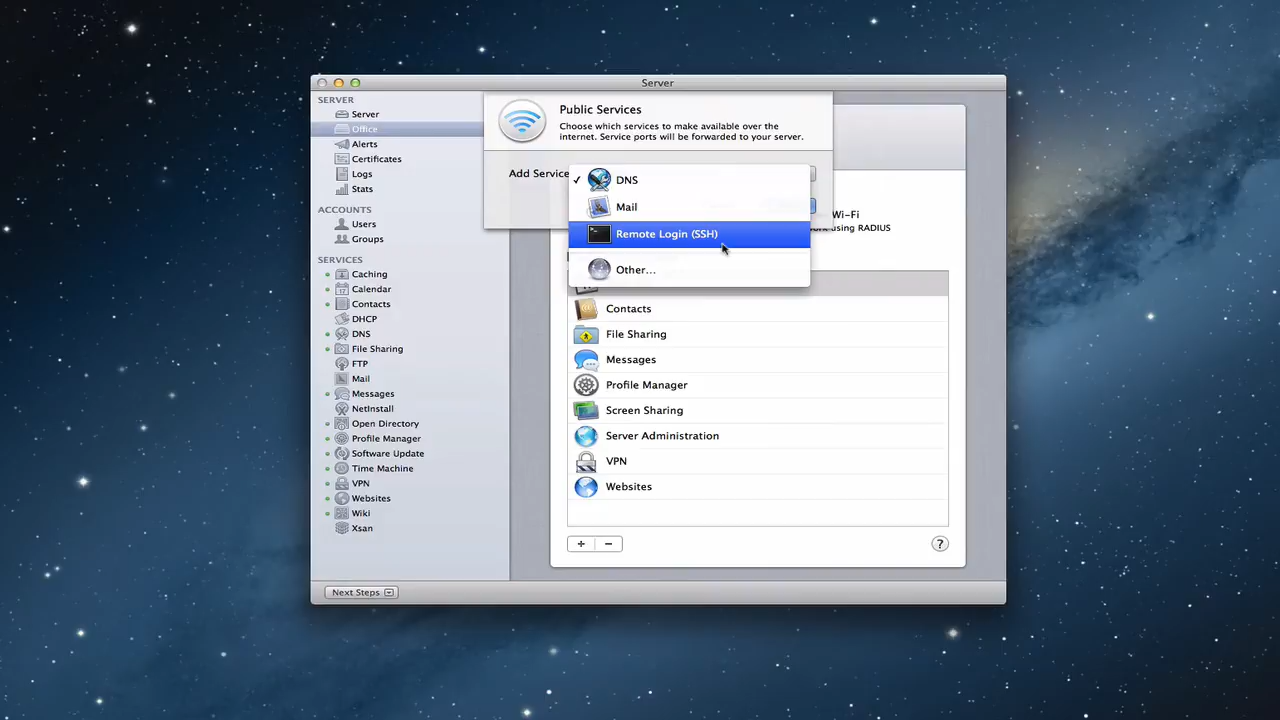 Server
SERVER
Server
Office
Alerts
Certificates
Logs
Stats
ACCOUNTS
Users
Groups
SERVICES
Caching
Calendar
Contacts
DHCP
DNS
File Sharing
FTP
Mail
Messages
NetInstall
Open Directory
Profile Manager
Software Update
Time Machine
VPN
Websites
Wiki
Xsan
Next Steps
Public Services
Choose which services to make available over the
internet. Service ports will be forwarded to your server.
Add Service
✓ DNS
Mail
Remote Login (SSH)
Other...
Wi-Fi
using RADIUS
Contacts
File Sharing
Messages
Profile Manager
Screen Sharing
Server Administration
VPN
Websites
+ −
?